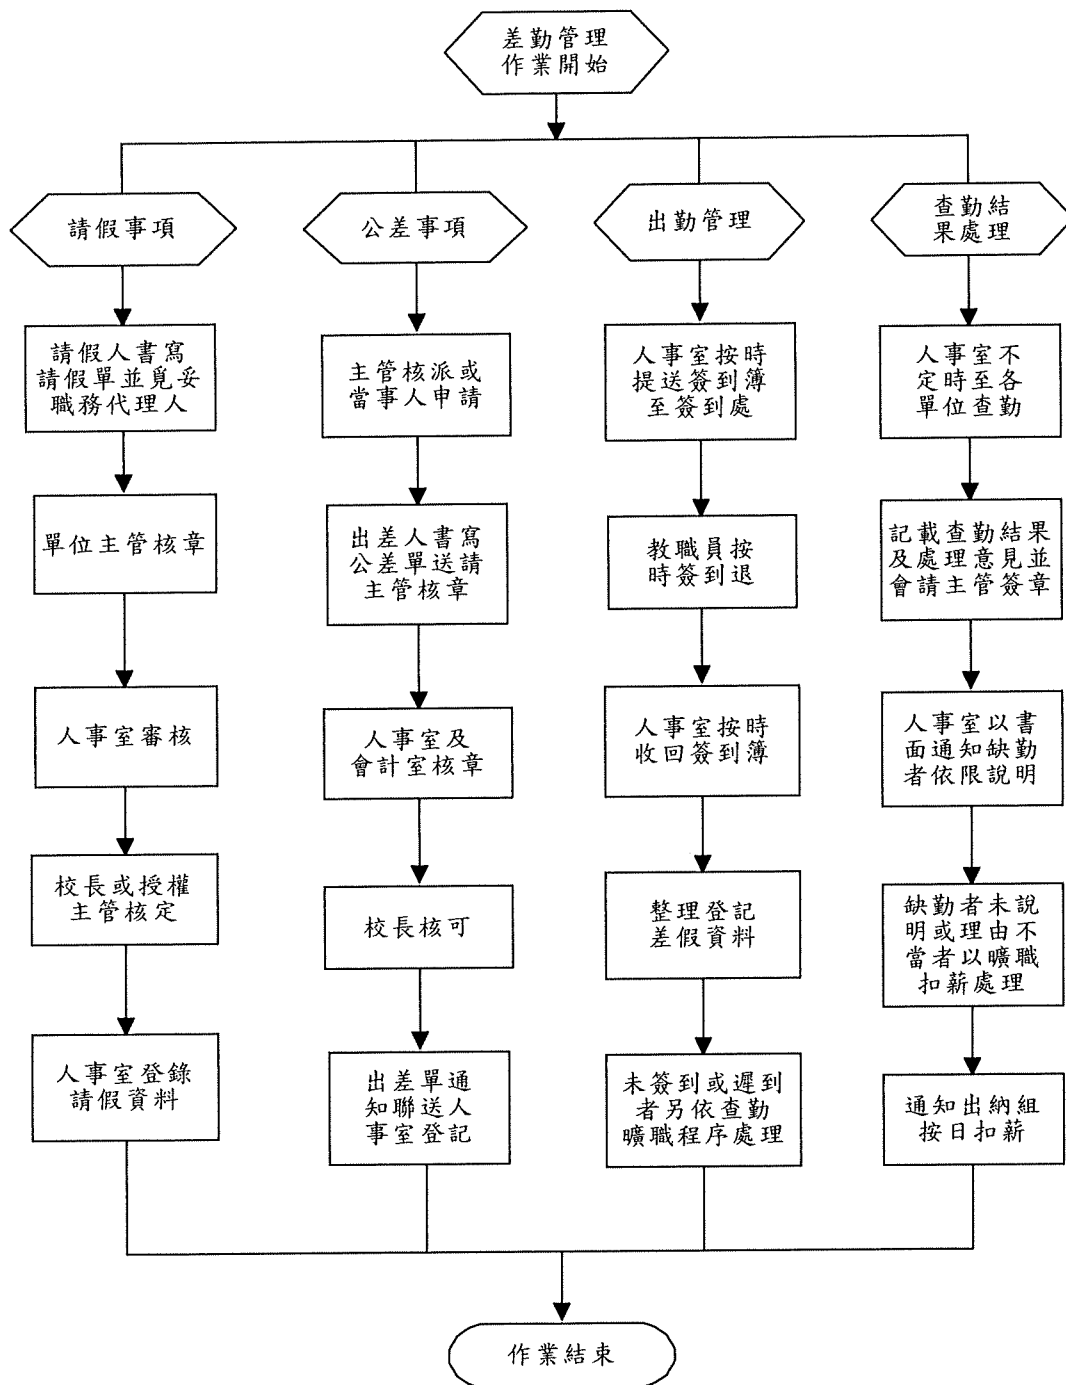 差勤管理
作業開始
請假事項
請假人書寫
請假單並覓妥
職務代理人
單位主管核章
人事室審核
校長或授權
主管核定
人事室登錄
請假資料
公差事項
主管核派或
當事人申請
出差人書寫
公差單送請
主管核章
人事室及
會計室核章
校長核可
出差單通
知聯送人
事室登記
出勤管理
人事室按時
提送簽到簿
至簽到處
教職員按
時簽到退
人事室按時
收回簽到簿
整理登記
差假資料
未簽到或遲到
者另依查勤
曠職程序處理
查勤結
果處理
人事室不
定時至各
單位查勤
記載查勤結果
及處理意見並
會請主管簽章
人事室以書
面通知缺勤
者依限說明
缺勤者未說
明或理由不
當者以曠職
扣薪處理
通知出納組
按日扣薪
作業結束